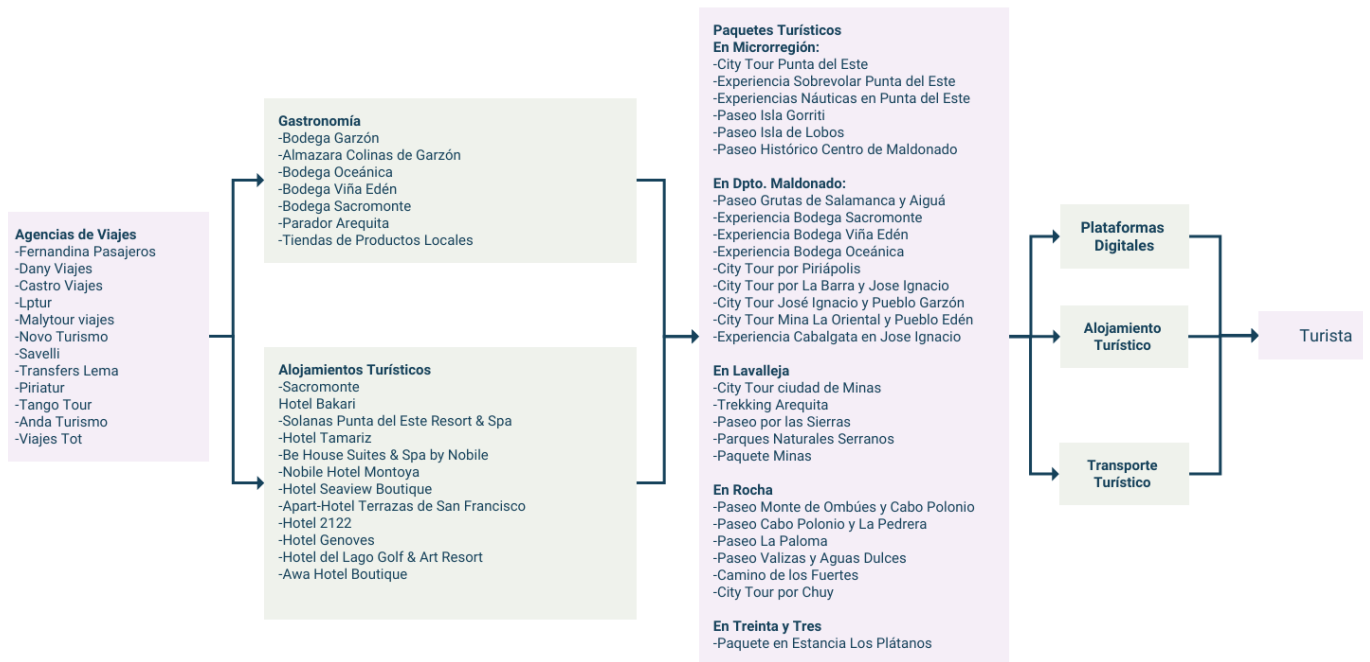 Agencias de Viajes
-Fernandina Pasajeros
-Dany Viajes
-Castro Viajes
-Lptur
-Malytour viajes
-Novo Turismo
-Savelli
-Transfers Lema
-Piriatur
-Tango Tour
-Anda Turismo
-Viajes Tot
Gastronomía
-Bodega Garzón
-Almazara Colinas de Garzón
-Bodega Oceánica
-Bodega Viña Edén
-Bodega Sacromonte
-Parador Arequita
-Tiendas de Productos Locales
Alojamientos Turísticos
-Sacromonte
Hotel Bakari
-Solanas Punta del Este Resort & Spa
-Hotel Tamariz
-Be House Suites & Spa by Nobile
-Nobile Hotel Montoya
-Hotel Seaview Boutique
-Apart-Hotel Terrazas de San Francisco
-Hotel 2122
-Hotel Genoves
-Hotel del Lago Golf & Art Resort
-Awa Hotel Boutique
Paquetes Turísticos
En Microrregión:
-City Tour Punta del Este
-Experiencia Sobrevolar Punta del Este
-Experiencias Náuticas en Punta del Este
-Paseo Isla Gorriti
-Paseo Isla de Lobos
-Paseo Histórico Centro de Maldonado
En Dpto. Maldonado:
-Paseo Grutas de Salamanca y Aiguá
-Experiencia Bodega Sacromonte
-Experiencia Bodega Viña Edén
-Experiencia Bodega Oceánica
-City Tour por Piriápolis
-City Tour por La Barra y Jose Ignacio
-City Tour José Ignacio y Pueblo Garzón
-City Tour Mina La Oriental y Pueblo Edén
-Experiencia Cabalgata en Jose Ignacio
En Lavalleja
-City Tour ciudad de Minas
-Trekking Arequita
-Paseo por las Sierras
-Parques Naturales Serranos
-Paquete Minas
En Rocha
-Paseo Monte de Ombúes y Cabo Polonio
-Paseo Cabo Polonio y La Pedrera
-Paseo La Paloma
-Paseo Valizas y Aguas Dulces
-Camino de los Fuertes
-City Tour por Chuy
En Treinta y Tres
-Paquete en Estancia Los Plátanos
Plataformas
Digitales
Alojamiento
Turístico
Transporte
Turístico
Turista